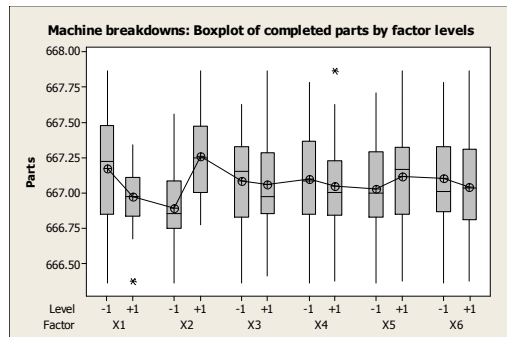 Machine breakdowns: Boxplot of completed parts by factor levels
668.00
667.75
667.50
667.25
667.00
666.75
666.50
Parts
Level -1 +1 -1 +1 -1 +1 -1 +1 -1 +1 -1 +1
Factor X1 X2 X3 X4 X5 X6